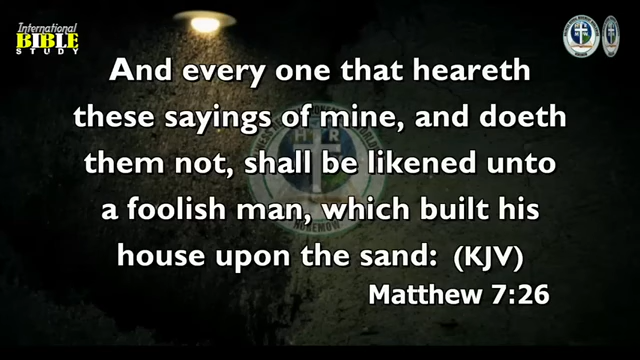 International
BIBLE
STUDY
And every one that heareth
these sayings of mine, and doeth
them not, shall be likened unto
a foolish man, which built his
house upon the sand: (KJV)
Matthew 7:26